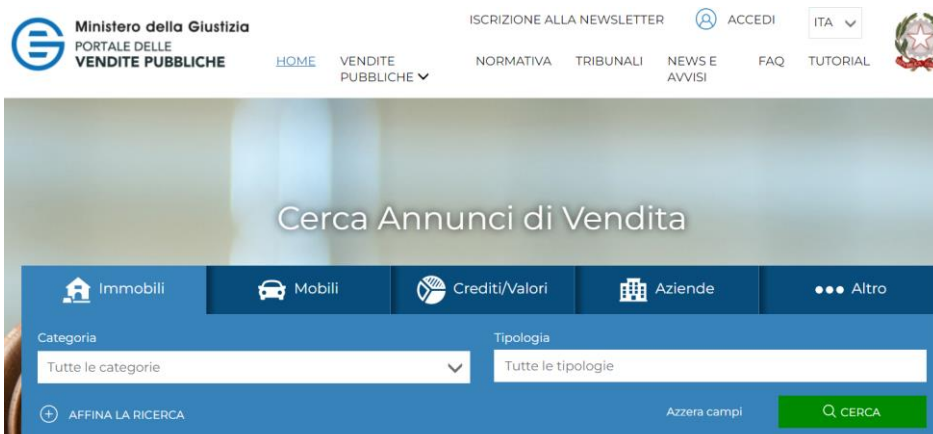 Ministero della Giustizia
PORTALE DELLE
VENDITE PUBBLICHE
ISCRIZIONE ALLA NEWSLETTER
ACCEDI
ITA
HOME
VENDITE
PUBBLICHE
NORMATIVA
TRIBUNALI
NEWS E
AVVISI
FAQ
TUTORIAL
Cerca Annunci di Vendita
Immobili
Mobili
Crediti/Valori
Aziende
Altro
Categoria
Tipologia
Tutte le categorie
Tutte le tipologie
AFFINA LA RICERCA
Azzera campi
CERCA